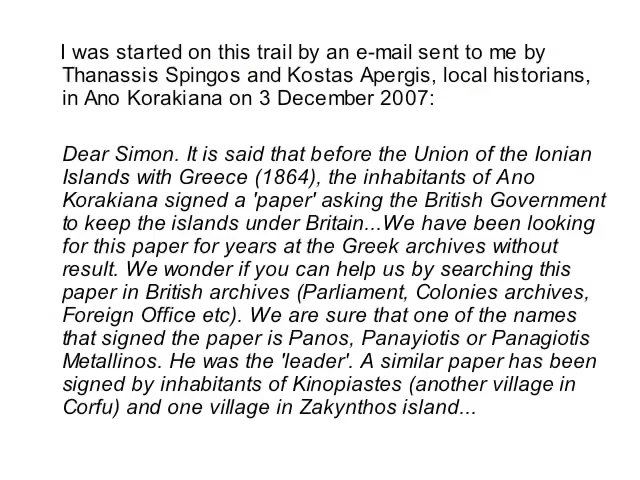 I was started on this trail by an e-mail sent to me by
Thanassis Spingos and Kostas Apergis, local historians,
in Ano Korakiana on 3 December 2007:
Dear Simon. It is said that before the Union of the Ionian
Islands with Greece (1864), the inhabitants of Ano
Korakiana signed a 'paper' asking the British Government
to keep the islands under Britain...We have been looking
for this paper for years at the Greek archives without
result. We wonder if you can help us by searching this
paper in British archives (Parliament, Colonies archives,
Foreign Office etc). We are sure that one of the names
that signed the paper is Panos, Panayiotis or Panagiotis
Metallinos. He was the 'leader'. A similar paper has been
signed by inhabitants of Kinopiastes (another village in
Corfu) and one village in Zakynthos island...